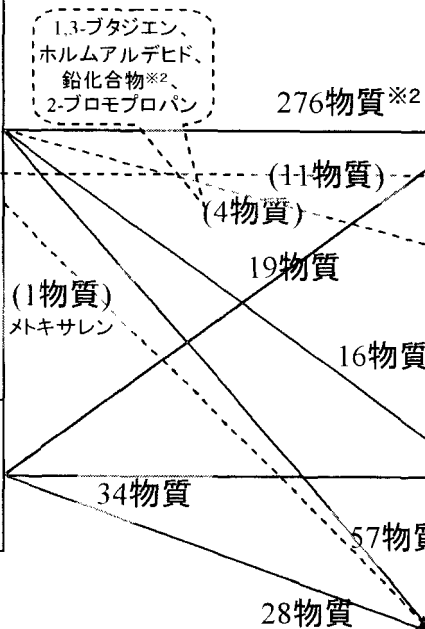 1,3-ブタジエン、
ホルムアルデヒド、
鉛化合物※2、
2-ブロモプロパン
276物質※2
(11物質)
(4物質)
19物質
(1物質)
メトキサレン
16物質
34物質
57物質
28物質